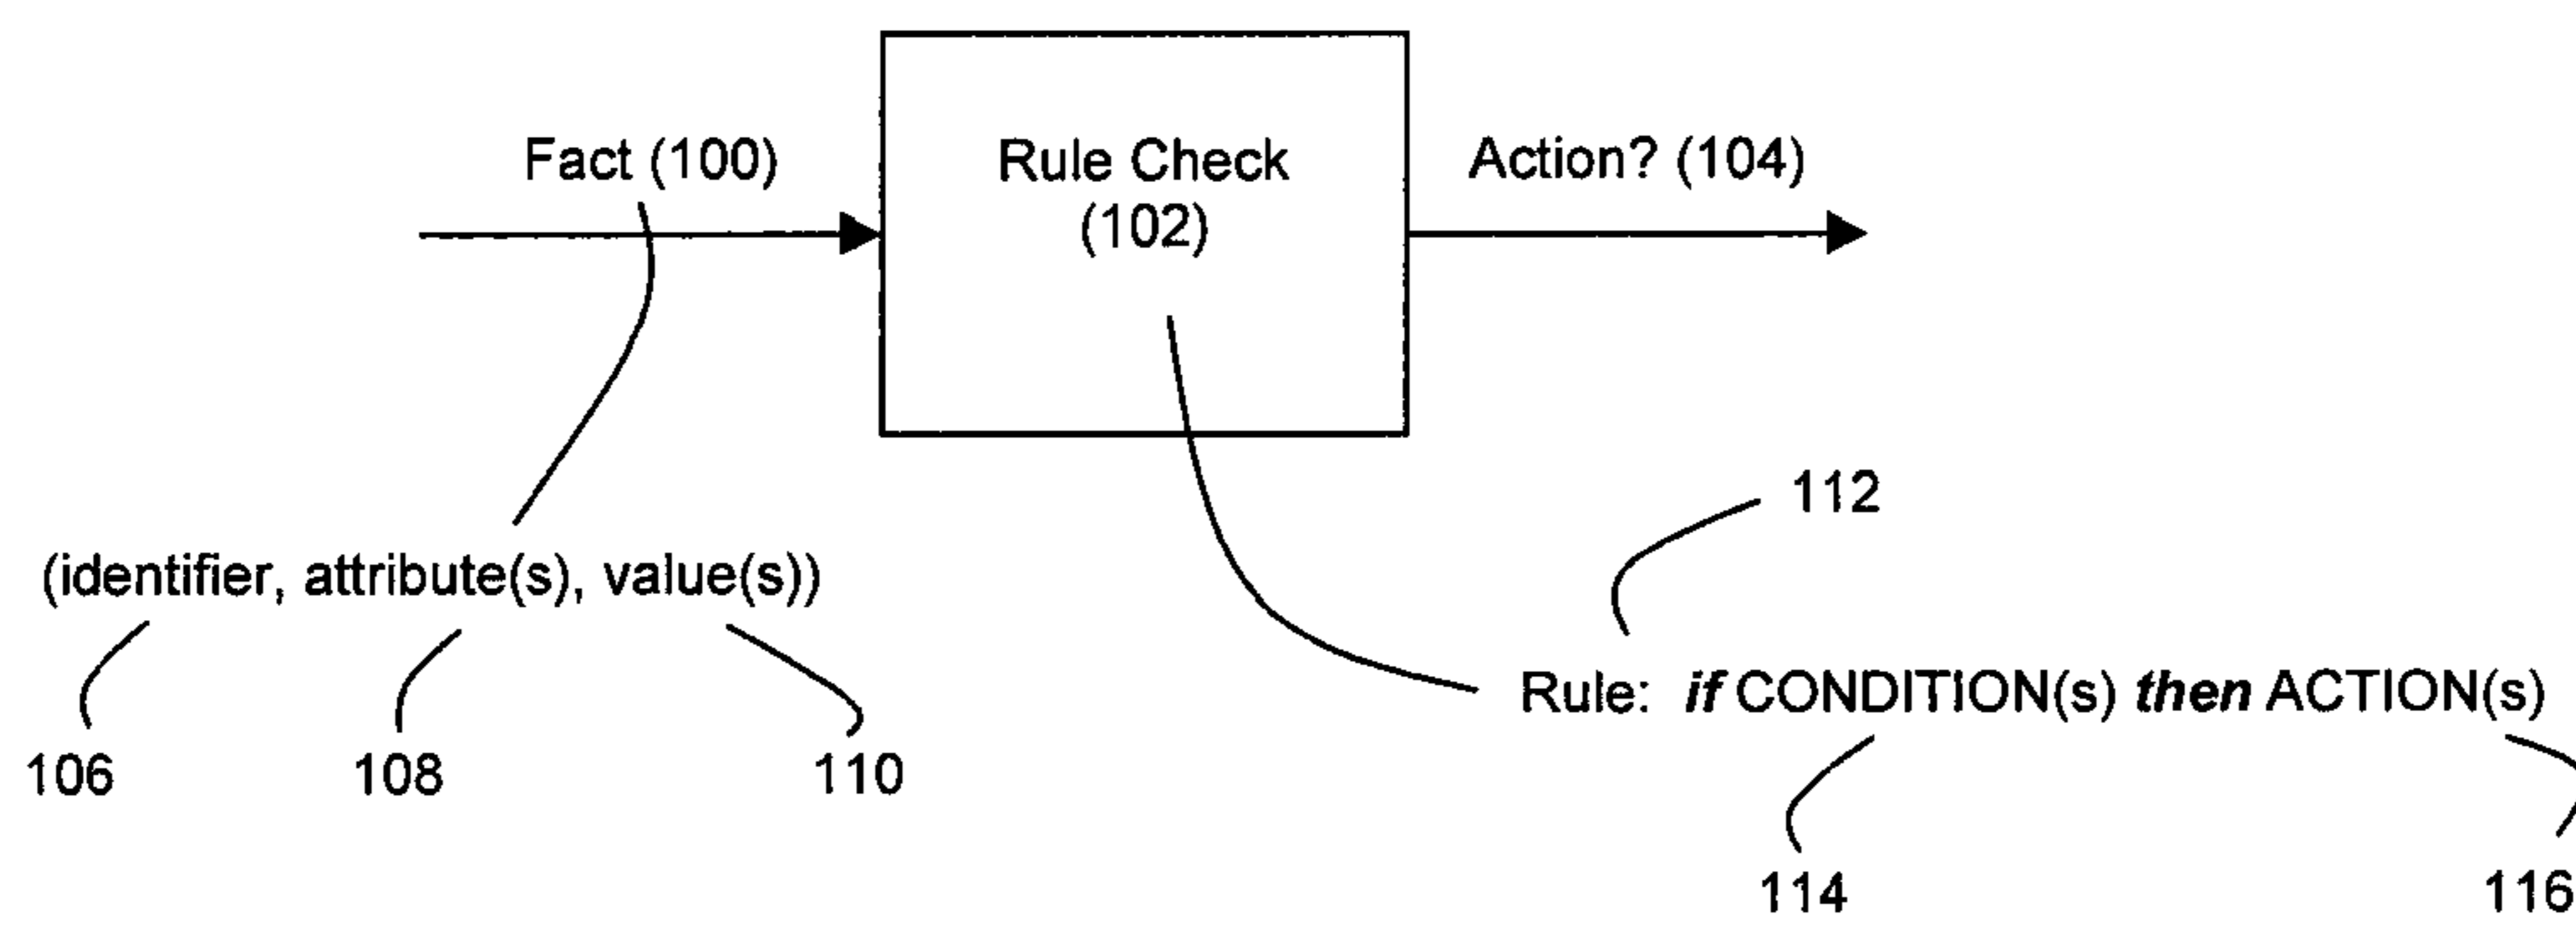 Fact (100)
Rule Check
(102)
Action? (104)
112
(identifier, attribute(s), value(s))
Rule: if CONDITION(s) then ACTION(s)
106
108
110
114
116